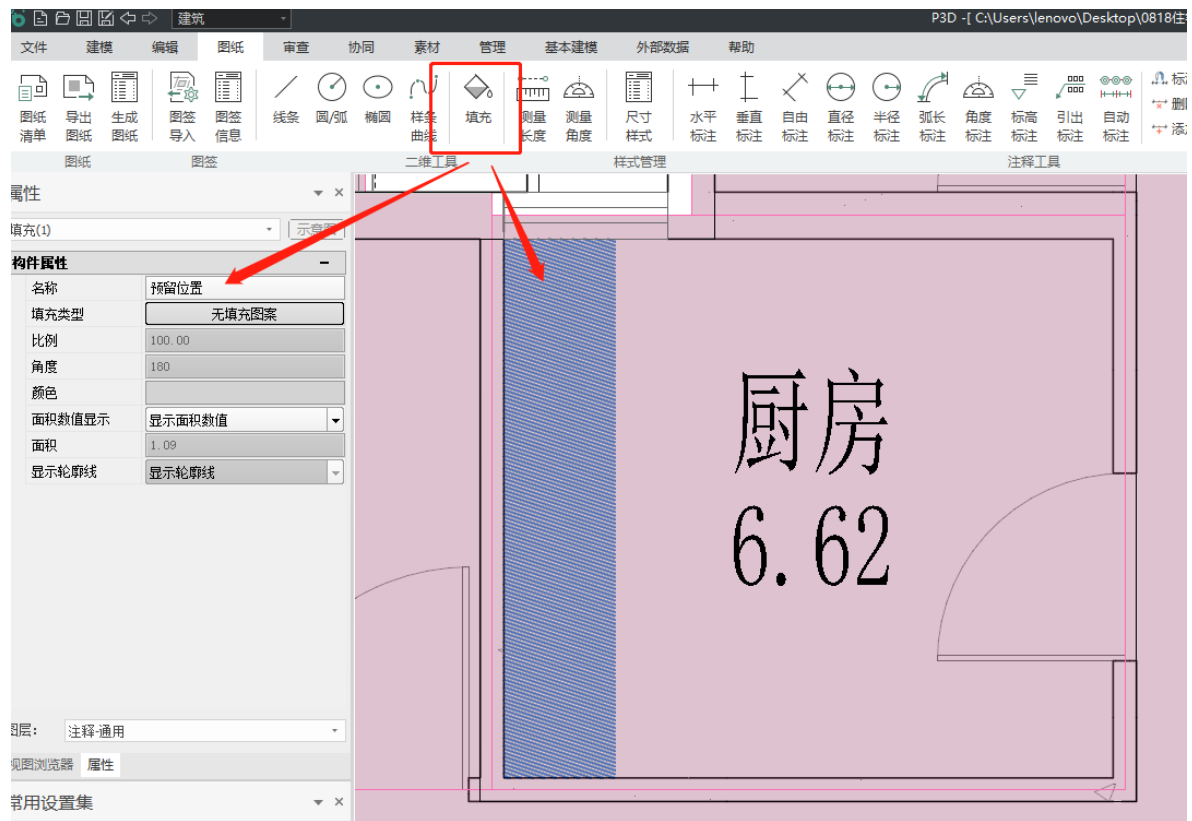 建筑
P3D -[ C:\Users\lenovo\Desktop\0818住
文件 建模 编辑 图纸 审查 协同 素材 管理 基本建模 外部数据 帮助
图纸清单 导出图纸 生成图纸 图签导入 图签信息 线条 圆/弧 椭圆 样条曲线 填充 测量长度 测量角度 尺寸样式 水平标注 垂直标注 自由标注 直径标注 半径标注 弧长标注 角度标注 标高标注 引出标注 自动标注
图纸 图签 二维工具 样式管理 注释工具
属性
填充(1) 示意图
构件属性
名称 预留位置
填充类型 无填充图案
比例 100.00
角度 180
颜色
面积数值显示 显示面积数值
面积 1.09
显示轮廓线 显示轮廓线
厨房
6.62
图层: 注释-通用
视图浏览器 属性
常用设置集